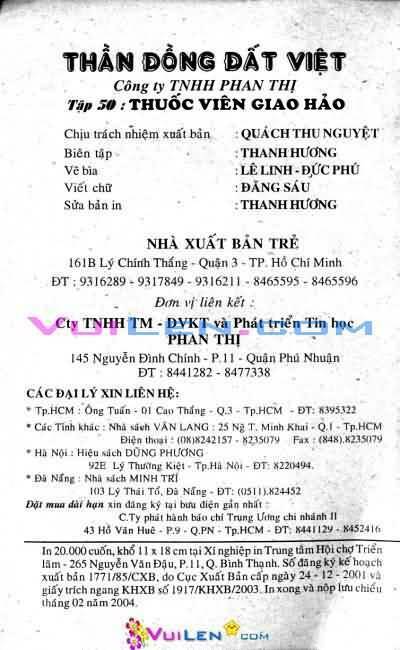 THẦN ĐỒNG ĐẤT VIỆT
Công ty TNHH PHAN THỊ
Tập 50 : THUỐC VIÊN GIAO HẢO
Chịu trách nhiệm xuất bản : QUÁCH THU NGUYỆT
Biên tập : THANH HƯƠNG
Vẽ bìa : LÊ LINH - ĐỨC PHÚ
Viết chữ : ĐĂNG SÁU
Sửa bản in : THANH HƯƠNG
NHÀ XUẤT BẢN TRẺ
161B Lý Chính Thắng - Quận 3 - TP. Hồ Chí Minh
ĐT : 9316289 - 9317849 - 9316211 - 8465595 - 8465596
Đơn vị liên kết :
Cty TNHH TM - DVKT và Phát triển Tin học
VUILEN.COM
PHAN THỊ
145 Nguyễn Đình Chính - P.11 - Quận Phú Nhuận
ĐT : 8441282 - 8477338
CÁC ĐẠI LÝ XIN LIÊN HỆ:
* Tp.HCM : Ông Tuấn - 01 Cao Thắng - Q.3 - Tp.HCM - ĐT: 8395322
* Các Tỉnh khác : Nhà sách VĂN LANG : 25 Ng T. Minh Khai - Q.1 - Tp.HCM
Điện thoại : (08)8242157 - 8235079 Fax : (848).8235079
* Hà Nội : Hiệu sách DŨNG PHƯƠNG
92E Lý Thường Kiệt - Tp.Hà Nội - ĐT: 8220494.
* Đà Nẵng : Nhà sách MINH TRÍ
103 Lý Thái Tổ, Đà Nẵng - ĐT: (0511).824452
Đặt mua dài hạn xin đăng ký tại bưu điện gần nhất :
C.Ty phát hành báo chí Trung Ương chi nhánh II
43 Hồ Văn Huê - P.9 - Q.PN - Tp.HCM - ĐT: 8441129 - 8452416
In 20.000 cuốn, khổ 11 x 18 cm tại Xí nghiệp in Trung tâm Hội chợ Triển
lãm - 265 Nguyễn Văn Đậu, P.11, Q. Bình Thạnh. Số đăng ký kế hoạch
xuất bản 1771/85/CXB, do Cục Xuất Bản cấp ngày 24 - 12 - 2001 và
giấy trích ngang KHXB số 1917/KHXB/2003. In xong và nộp lưu chiểu
tháng 02 năm 2004.
VUILEN.COM